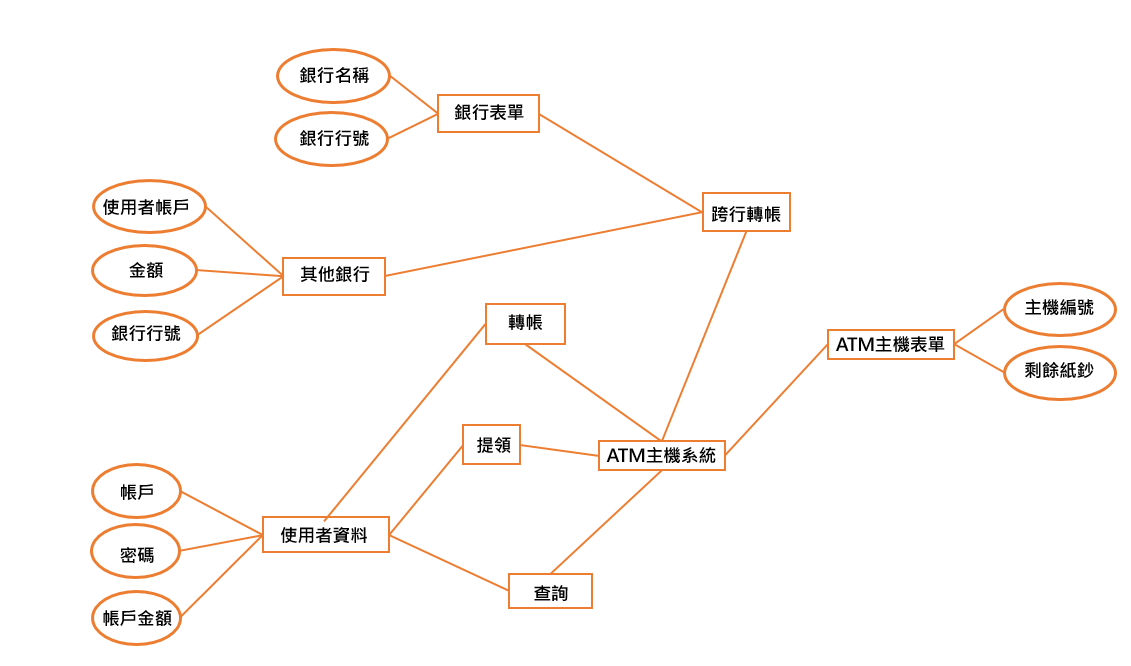 銀行名稱
銀行表單
銀行行號
使用者帳戶
跨行轉帳
金額
其他銀行
主機編號
轉帳
銀行行號
ATM主機表單
剩餘紙鈔
提領
ATM主機系統
帳戶
使用者資料
密碼
查詢
帳戶金額